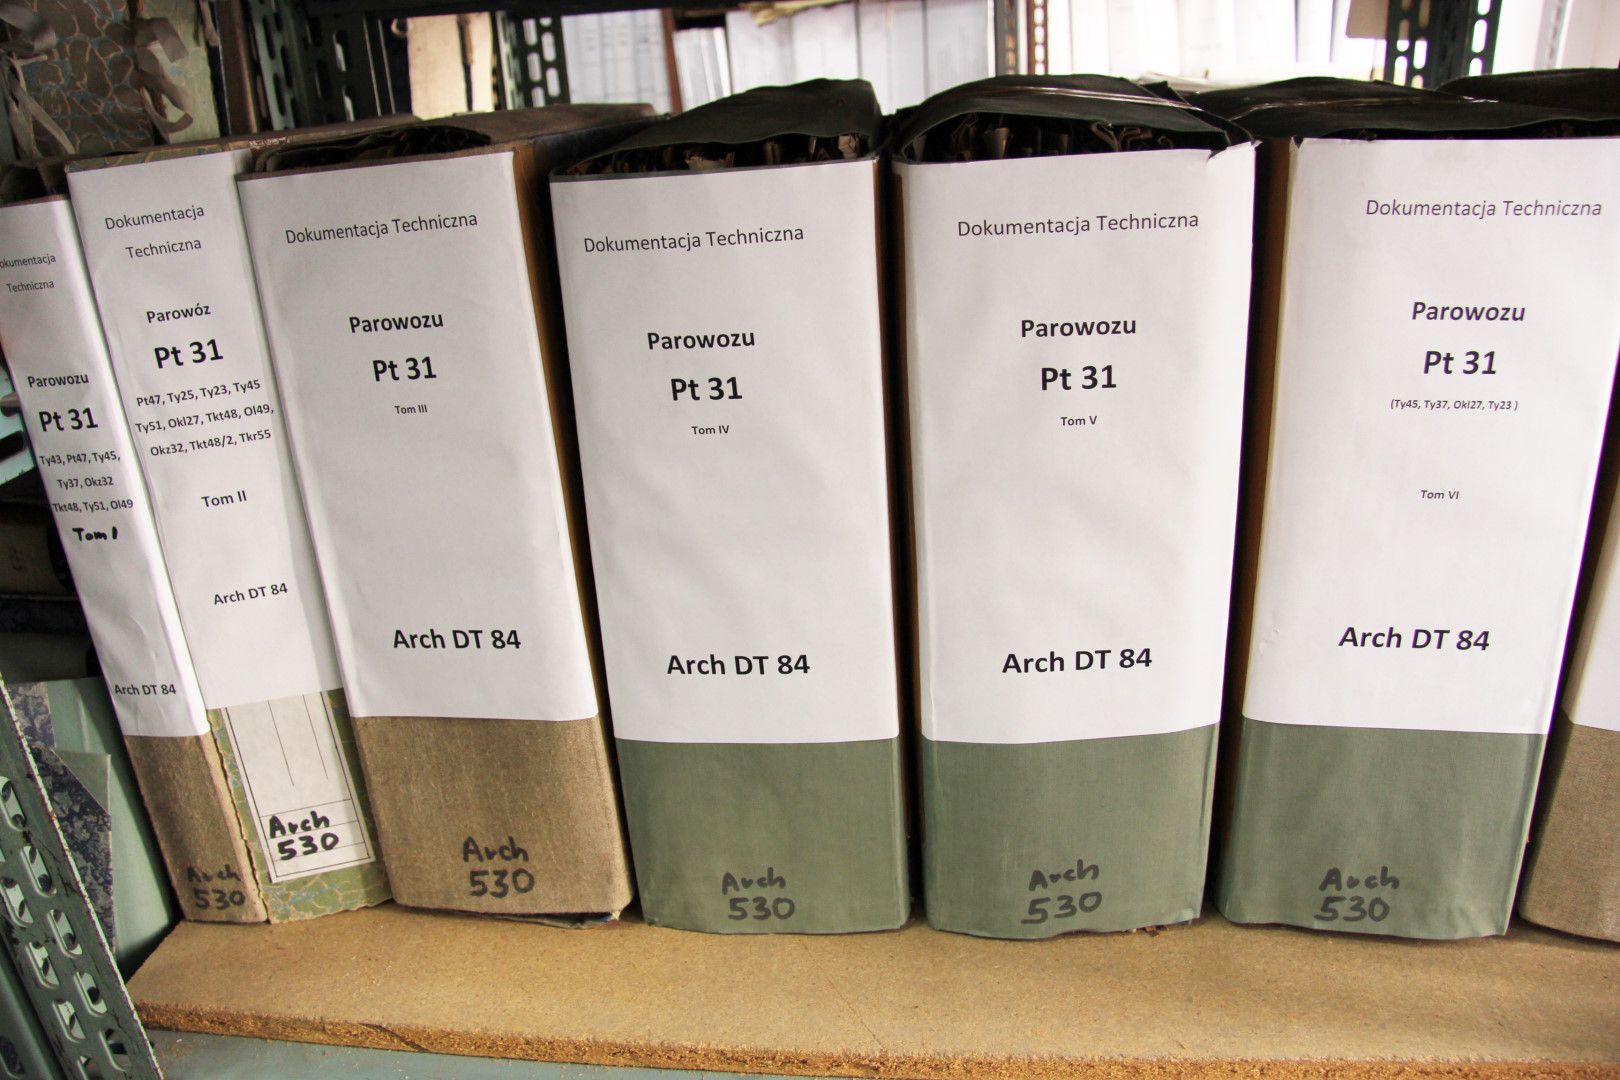 Dokumentacja
Techniczna
Parowozu
Pt 31
Ty43, Pt47, Ty45,
Ty37, Okz32
Tkt48, Ty51, Ol49
Tom I
Arch DT 84
Arch
530
Dokumentacja
Techniczna
Parowóz
Pt 31
Pt47, Ty25, Ty23, Ty45
Ty51, Okl27, Tkt48, Ol49,
Okz32, Tkt48/2, Tkr55
Tom II
Arch DT 84
Arch
530
Dokumentacja Techniczna
Parowozu
Pt 31
Tom III
Arch DT 84
Arch
530
Dokumentacja Techniczna
Parowozu
Pt 31
Tom IV
Arch DT 84
Arch
530
Dokumentacja Techniczna
Parowozu
Pt 31
Tom V
Arch DT 84
Arch
530
Dokumentacja Techniczna
Parowozu
Pt 31
(Ty45, Ty37, Okl27, Ty23 )
Tom VI
Arch DT 84
Arch
530